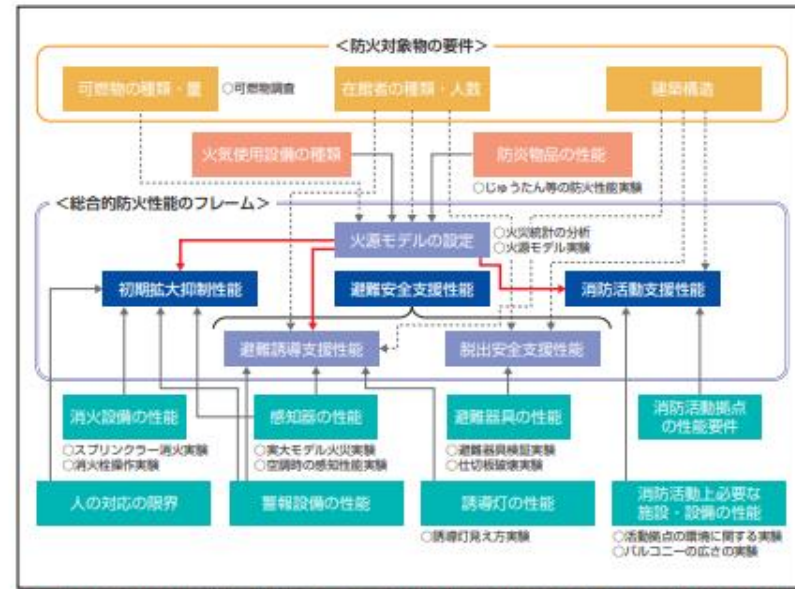 ＜防火対象物の要件＞
可燃物の種類・量
○可燃物調査
在館者の種類・人数
建築構造
火気使用設備の種類
防炎物品の性能
○じゅうたん等の防火性能実験
＜総合的防火性能のフレーム＞
火源モデルの設定
○火災統計の分析
○火源モデル実験
初期拡大抑制性能
避難安全支援性能
消防活動支援性能
避難誘導支援性能
脱出安全支援性能
消火設備の性能
○スプリンクラー消火実験
○消火栓操作実験
感知器の性能
○実大モデル火災実験
○空調時の感知性能実験
避難器具の性能
○避難器具検証実験
○仕切板破壊実験
消防活動拠点
の性能要件
人の対応の限界
警報設備の性能
誘導灯の性能
○誘導灯見え方実験
消防活動上必要な
施設・設備の性能
○活動拠点の環境に関する実験
○バルコニーの広さの実験